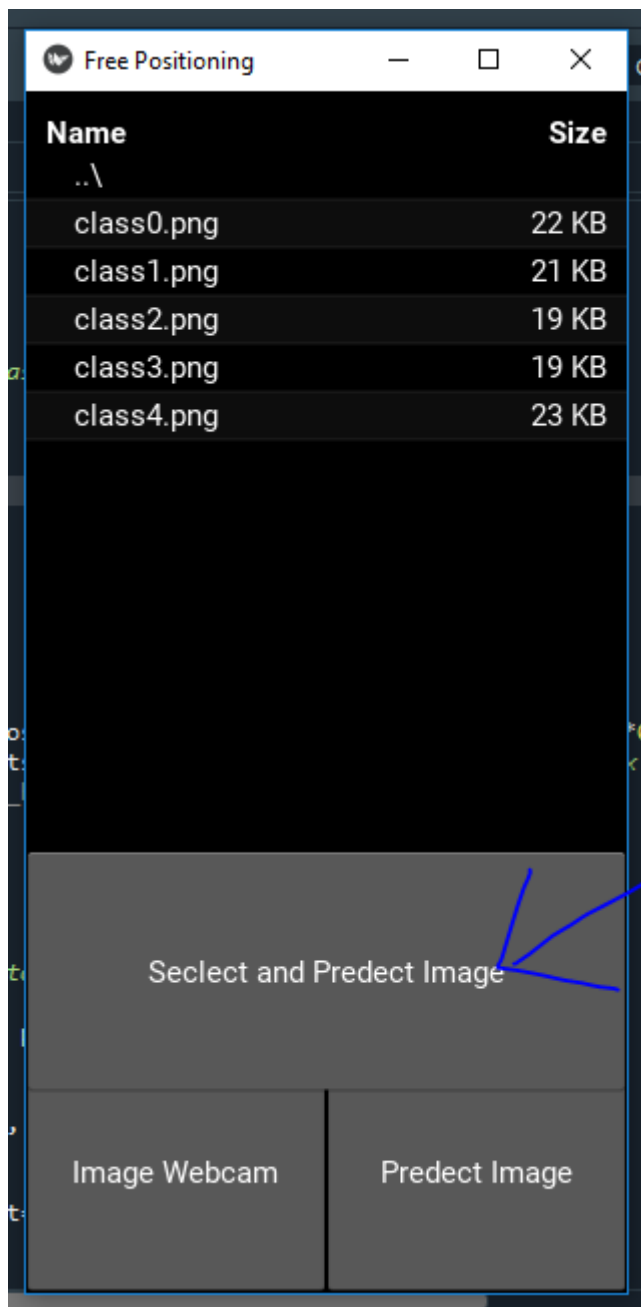 Free Positioning
Name Size
..\
class0.png 22 KB
class1.png 21 KB
class2.png 19 KB
class3.png 19 KB
class4.png 23 KB
Seclect and Predect Image
Image Webcam Predect Image